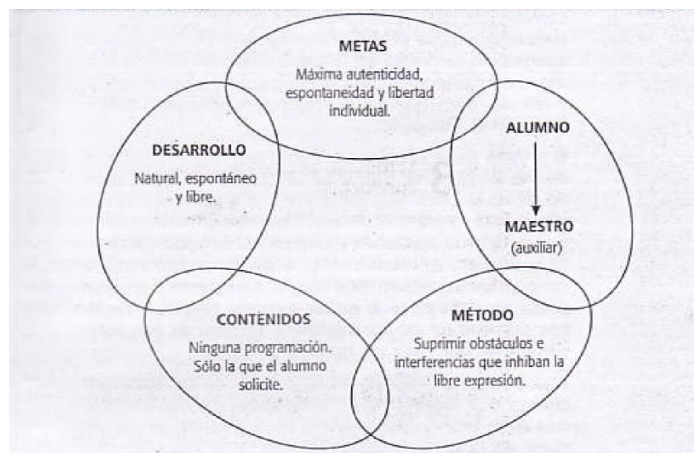 METAS
Máxima autenticidad,
espontaneidad y libertad
individual.
ALUMNO
MAESTRO
(auxiliar)
MÉTODO
Suprimir obstáculos e
interferencias que inhiban la
libre expresión.
CONTENIDOS
Ninguna programación.
Sólo la que el alumno
solicite.
DESARROLLO
Natural, espontáneo
y libre.